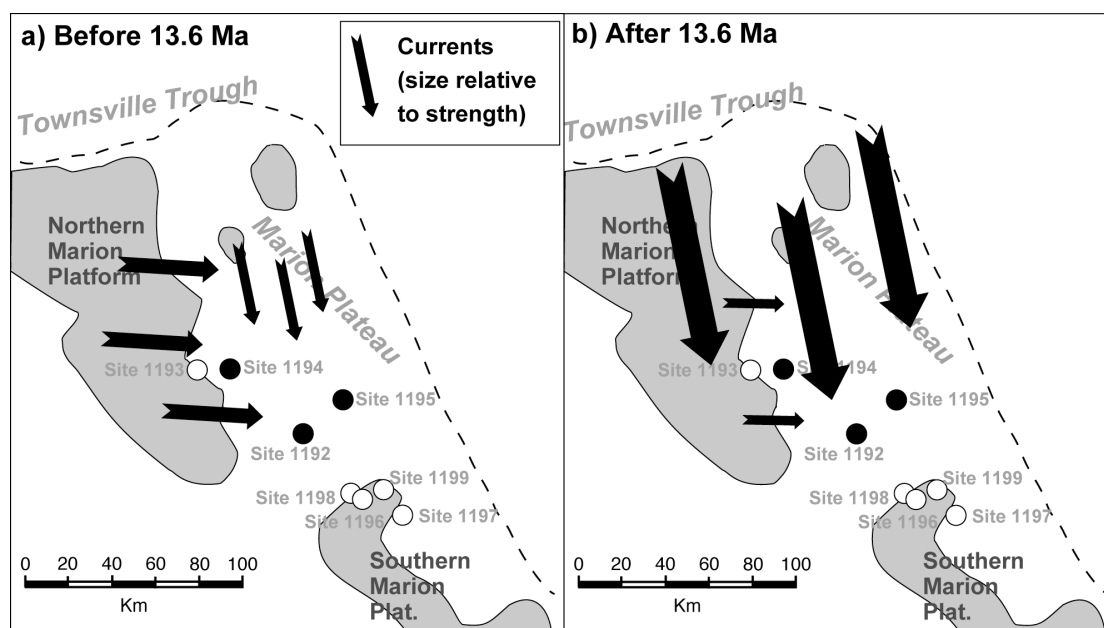 a) Before 13.6 Ma
Currents
(size relative
to strength)
Townsville Trough
Northern
Marion
Platform
Marion Plateau
Site 1193
Site 1194
Site 1195
Site 1192
Site 1199
Site 1198
Site 1196
Site 1197
Southern
Marion
Plat.
0 20 40 60 80 100
Km
b) After 13.6 Ma
Townsville Trough
Northern
Marion
Platform
Marion Plateau
Site 1193
Site 1194
Site 1195
Site 1192
Site 1199
Site 1198
Site 1196
Site 1197
Southern
Marion
Plat.
0 20 40 60 80 100
Km